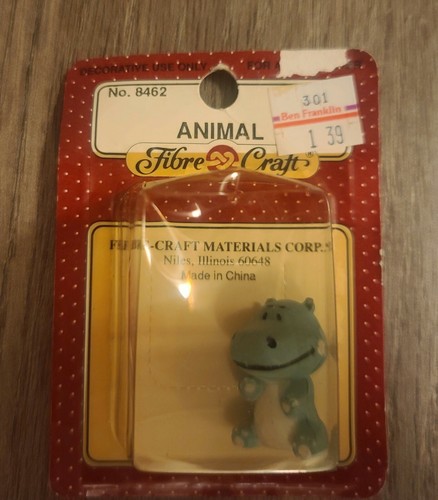 DECORATIVE USE ONLY. FOR
No. 8462
301
Ben Franklin
1 39
ANIMAL
Fibre Craft®
-CRAFT MATERIALS CORP.
Niles, Illinois 60648
Made in China